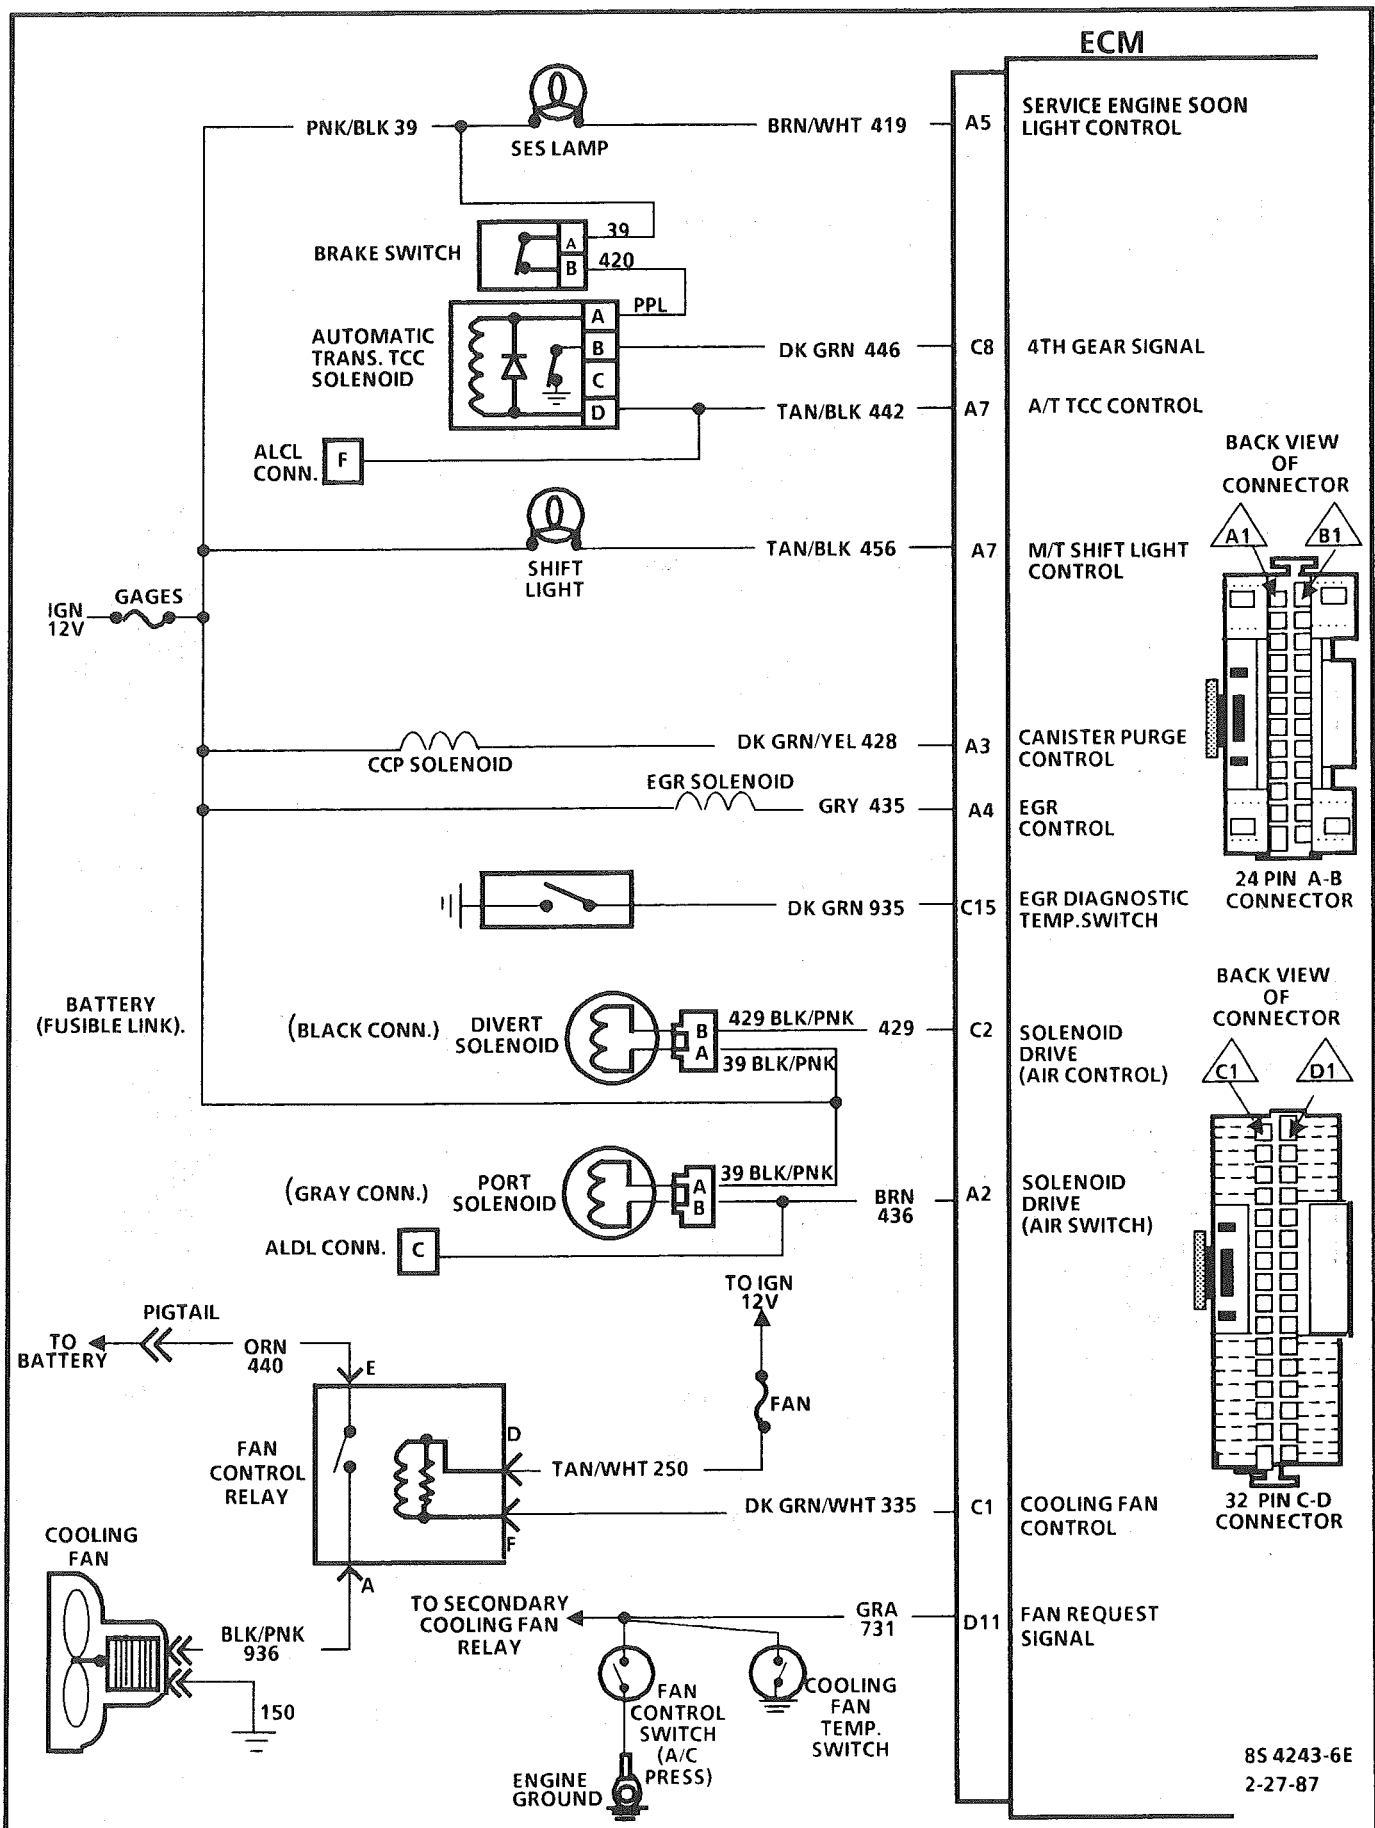 ECM
PNK/BLK 39
SES LAMP
BRN/WHT 419
A5
SERVICE ENGINE SOON
LIGHT CONTROL
BRAKE SWITCH
A
B
39
420
PPL
AUTOMATIC
TRANS. TCC
SOLENOID
A
B
C
D
DK GRN 446
C8
4TH GEAR SIGNAL
TAN/BLK 442
A7
A/T TCC CONTROL
ALCL
CONN.
F
BACK VIEW
OF
CONNECTOR
A1
B1
SHIFT
LIGHT
TAN/BLK 456
A7
M/T SHIFT LIGHT
CONTROL
IGN
12V
GAGES
CCP SOLENOID
DK GRN/YEL 428
A3
CANISTER PURGE
CONTROL
EGR SOLENOID
GRY 435
A4
EGR
CONTROL
24 PIN A-B
CONNECTOR
DK GRN 935
C15
EGR DIAGNOSTIC
TEMP.SWITCH
BATTERY
(FUSIBLE LINK).
(BLACK CONN.)
DIVERT
SOLENOID
B
A
429 BLK/PNK
39 BLK/PNK
429
C2
SOLENOID
DRIVE
(AIR CONTROL)
BACK VIEW
OF
CONNECTOR
C1
D1
(GRAY CONN.)
PORT
SOLENOID
A
B
39 BLK/PNK
BRN
436
A2
SOLENOID
DRIVE
(AIR SWITCH)
ALDL CONN.
C
TO IGN
12V
PIGTAIL
TO
BATTERY
ORN
440
E
FAN
FAN
CONTROL
RELAY
D
TAN/WHT 250
DK GRN/WHT 335
F
A
C1
COOLING FAN
CONTROL
32 PIN C-D
CONNECTOR
COOLING
FAN
BLK/PNK
936
150
TO SECONDARY
COOLING FAN
RELAY
GRA
731
D11
FAN REQUEST
SIGNAL
FAN
CONTROL
SWITCH
(A/C
PRESS)
COOLING
FAN
TEMP.
SWITCH
ENGINE
GROUND
8S 4243-6E
2-27-87